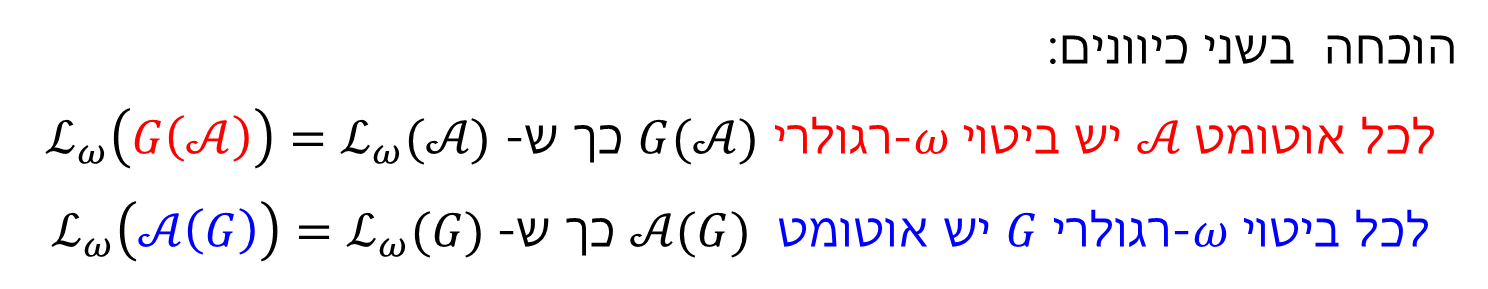 הוכחה בשני כיוונים:
לכל אוטומט 𝒜 יש ביטוי ω-רגולרי G(𝒜) כך ש- ℒω(G(𝒜)) = ℒω(𝒜)
לכל ביטוי ω-רגולרי G יש אוטומט 𝒜(G) כך ש- ℒω(𝒜(G)) = ℒω(G)